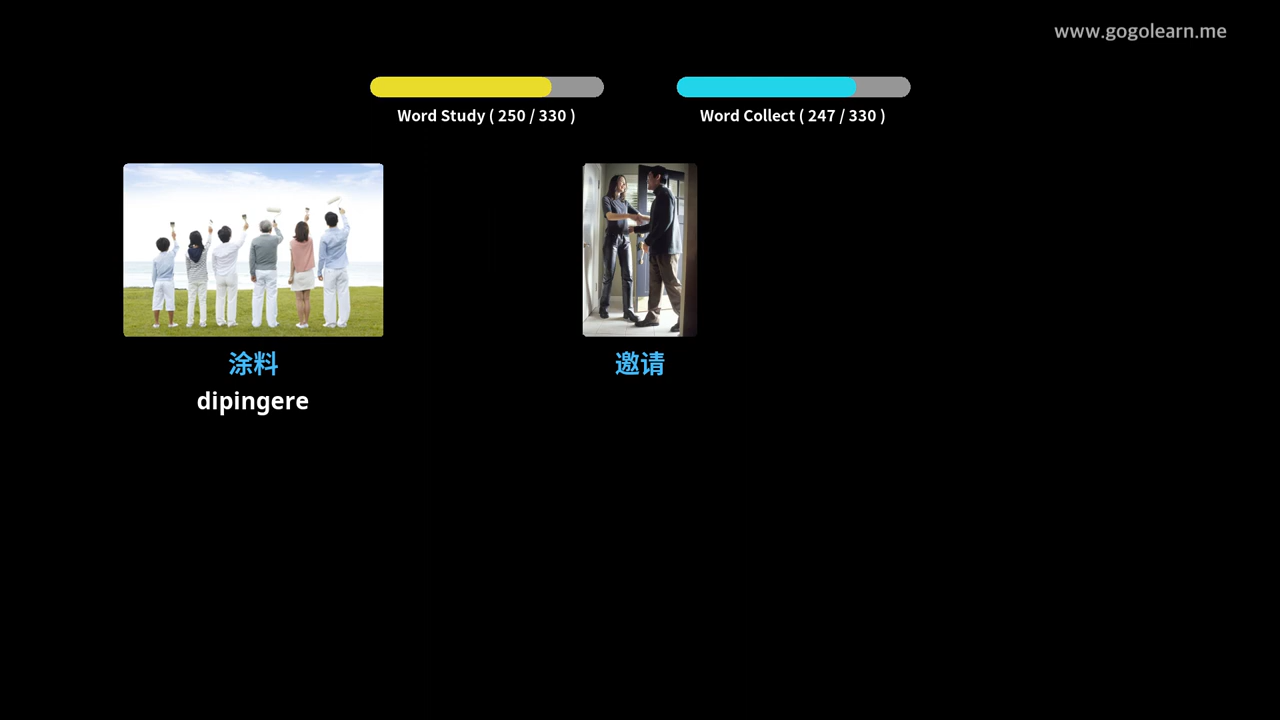 www.gogolearn.me
Word Study ( 250 / 330 )
Word Collect ( 247 / 330 )
涂料
dipingere
邀请